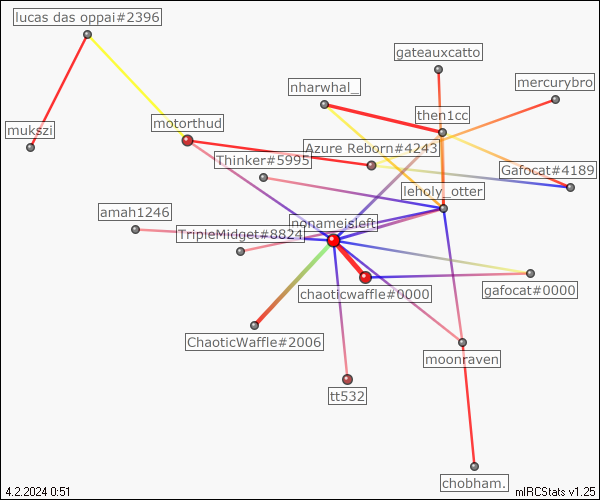 lucas das oppai#2396
gateauxcatto
mercurybro
nharwhal_
then1cc
motorthud
mukszi
Azure Reborn#4243
Thinker#5995
Gafocat#4189
leholy_otter
amah1246
nonameisleft
TripleMidget#8824
chaoticwaffle#0000
gafocat#0000
ChaoticWaffle#2006
moonraven
tt532
chobham.
4.2.2024 0:51
mIRCStats v1.25